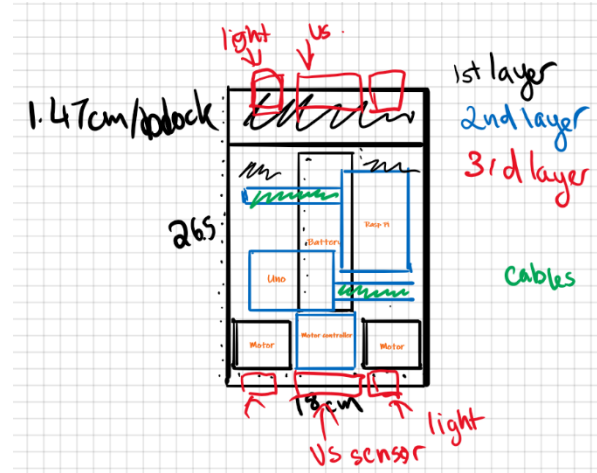 light
US
1st layer
1.47cm/block
2nd layer
3rd layer
26.5
Rasp Pi
Battery
Uno
cables
Motor
Motor controller
Motor
18cm
light
US sensor